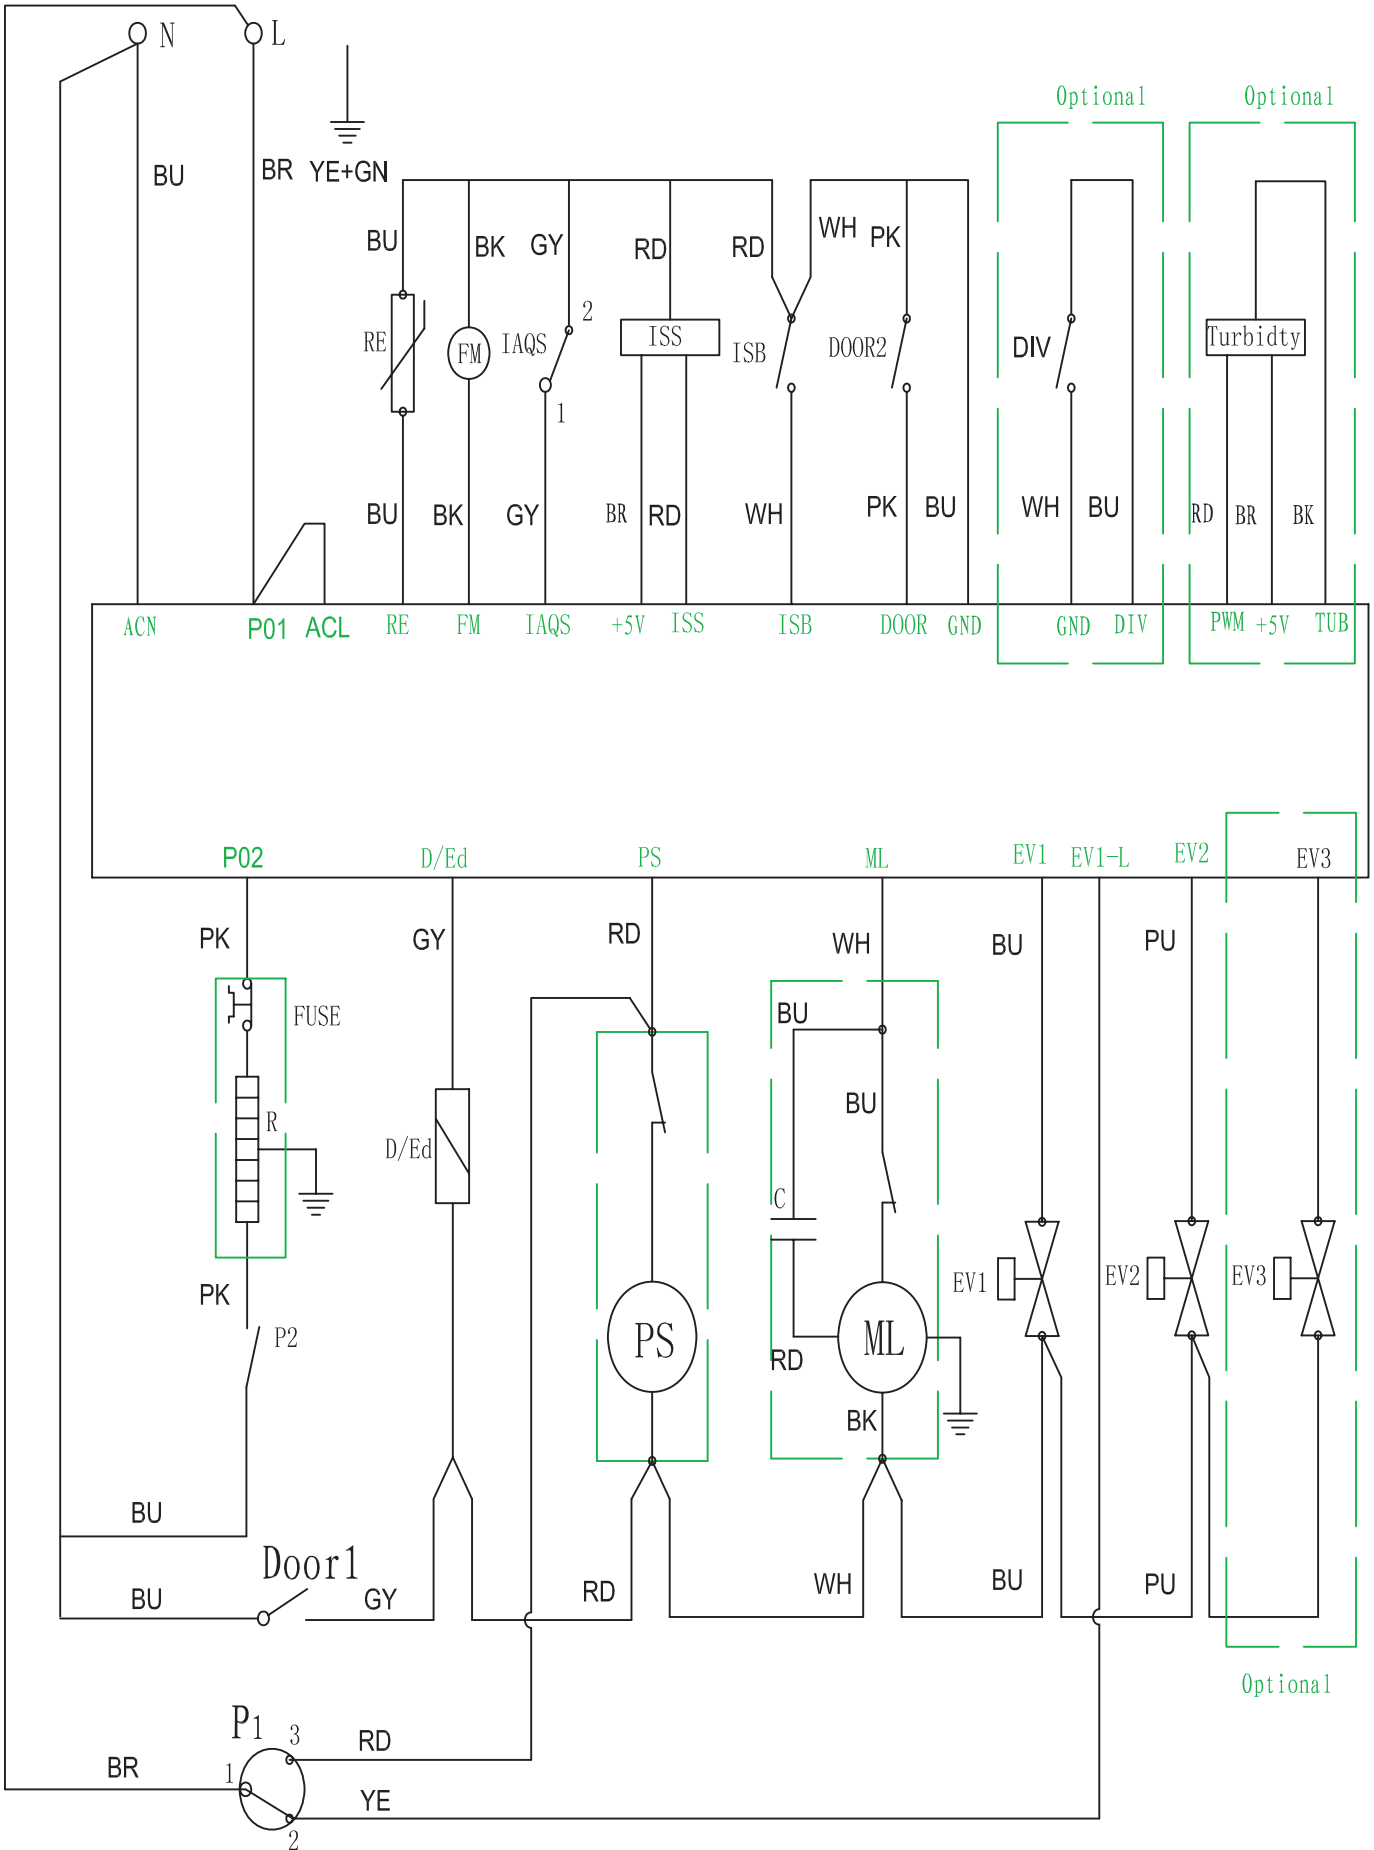 N L
Optional Optional
BU BR YE+GN
BU BK GY RD RD WH PK
RE FM IAQS 2 1 ISS ISB DOOR2 DIV Turbidty
BU BK GY BR RD WH PK BU WH BU RD BR BK
ACN P01 ACL RE FM IAQS +5V ISS ISB DOOR GND GND DIV PWM +5V TUB
P02 D/Ed PS ML EV1 EV1-L EV2 EV3
PK GY RD WH BU PU
FUSE BU
R D/Ed BU
C
EV1 EV2 EV3
PK P2 PS RD ML
BK
BU Door1
BU GY RD WH BU PU
Optional
P1 3 RD
BR 1
YE
2